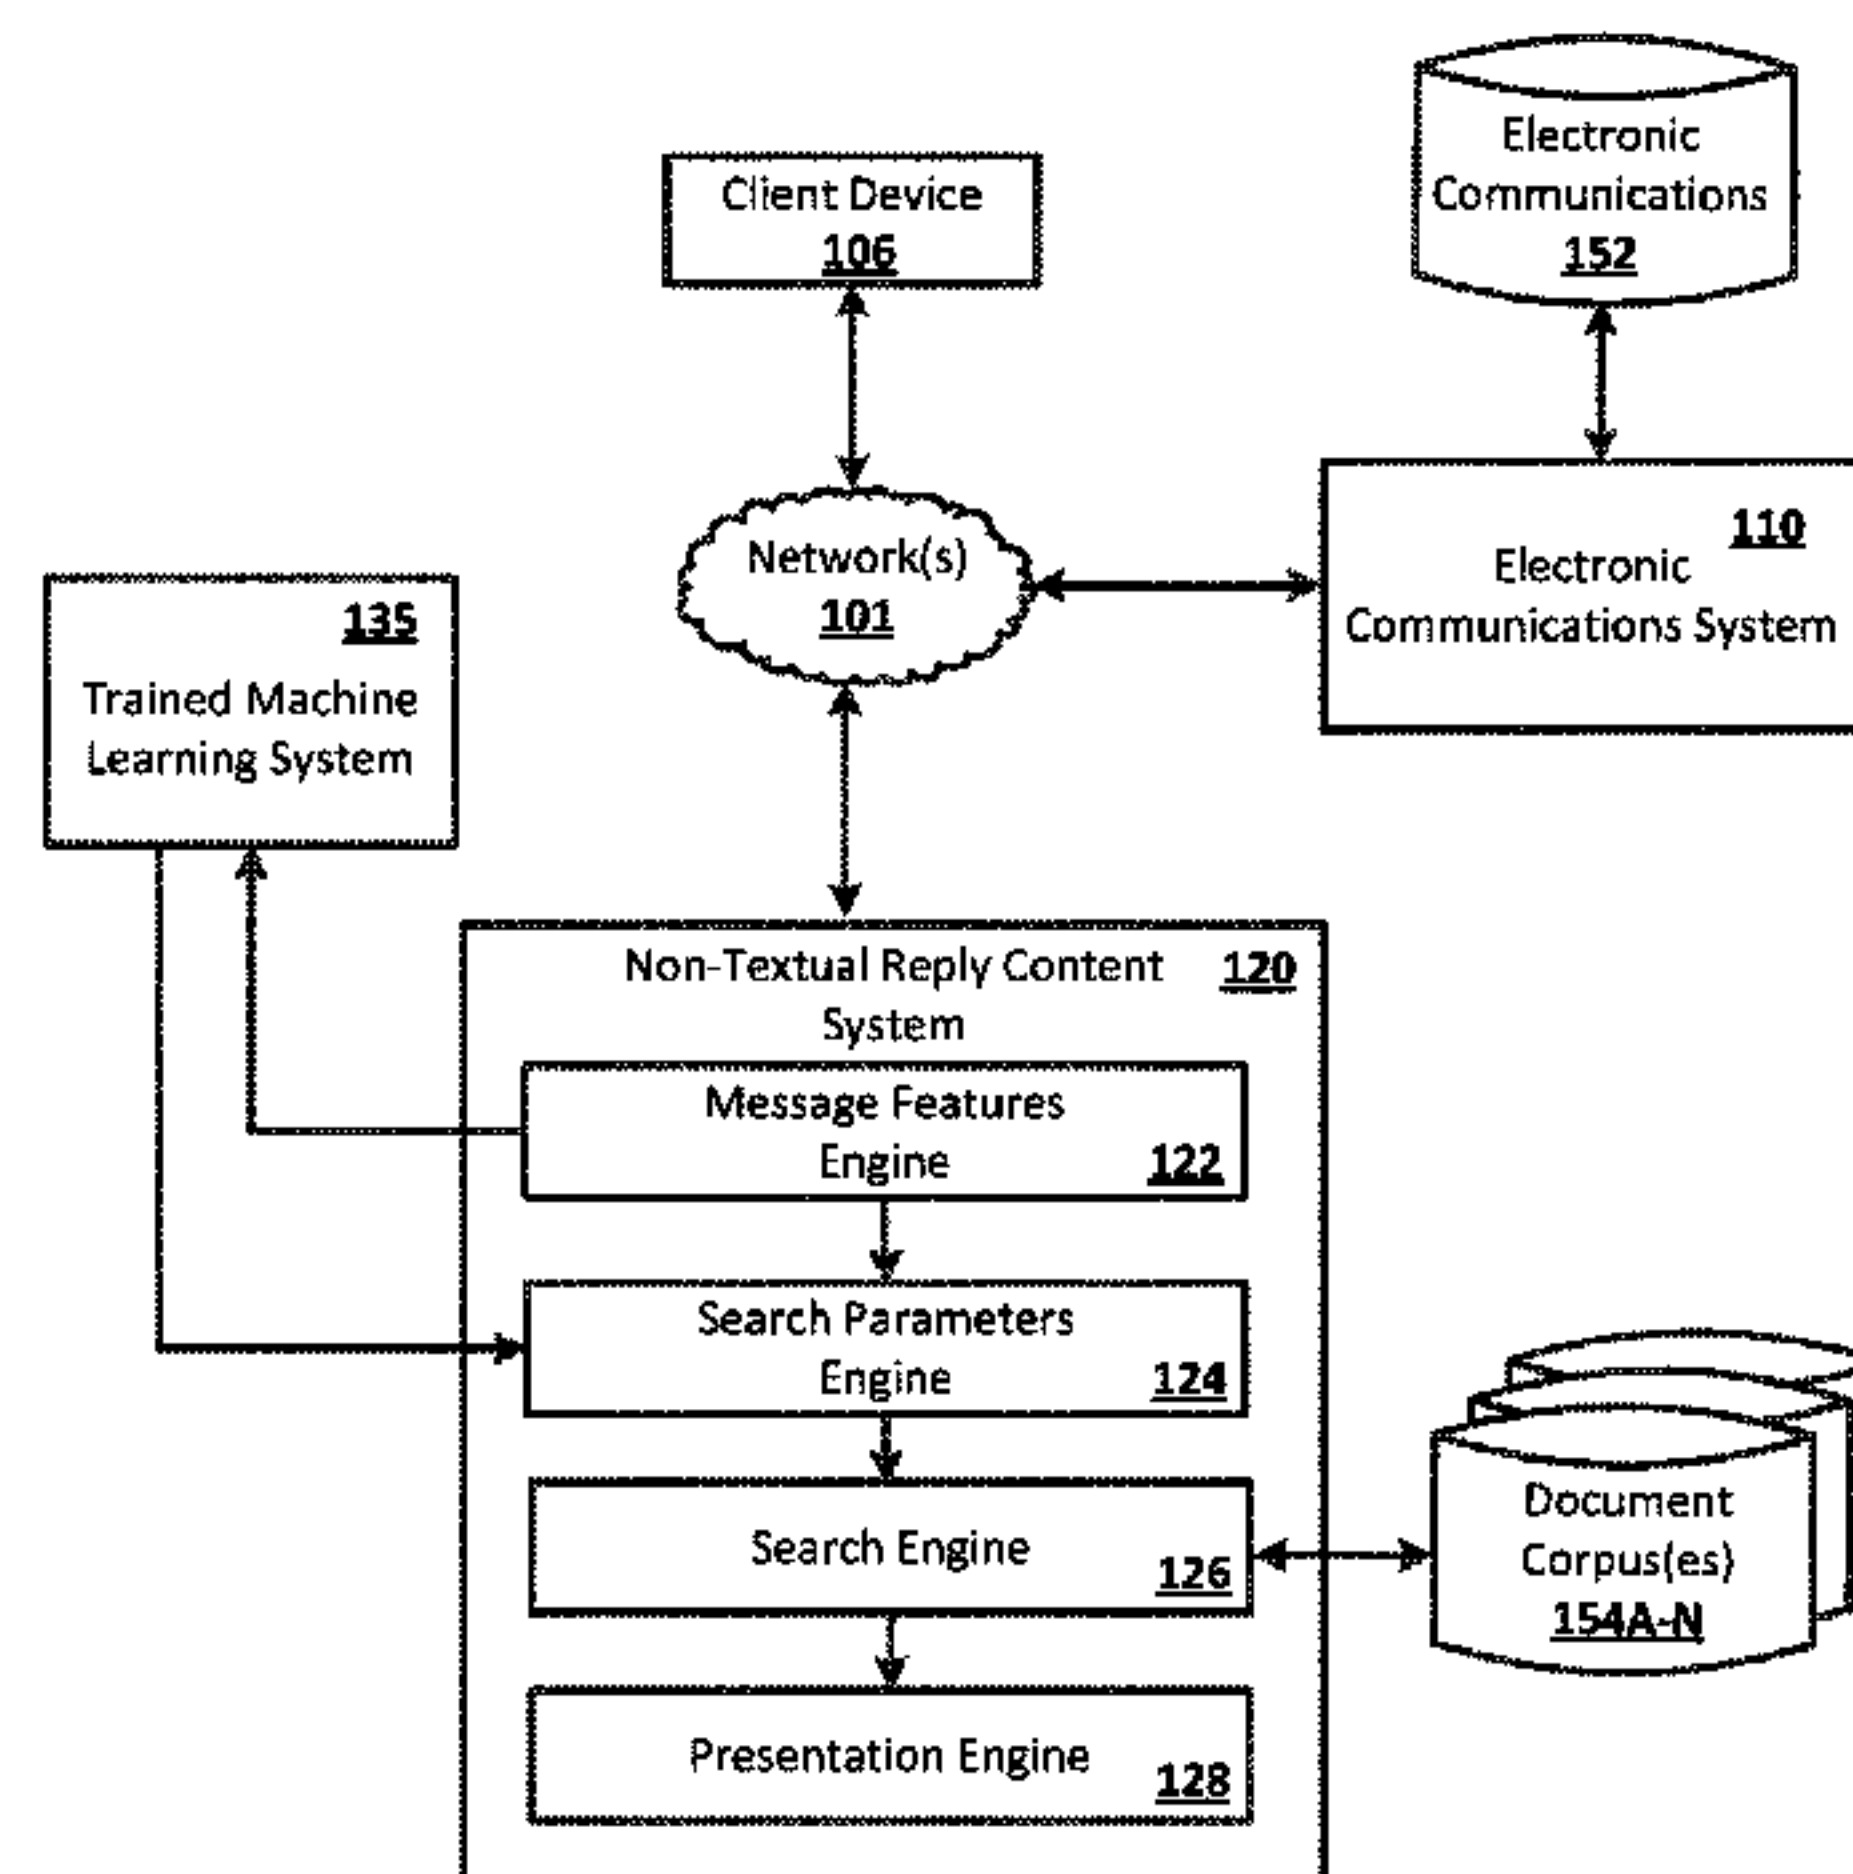 Electronic
Communications
152
Client Device
106
110
Electronic
Communications System
Network(s)
101
135
Trained Machine
Learning System
Non-Textual Reply Content 120
System
Message Features
Engine 122
Search Parameters
Engine 124
Search Engine 126
Document
Corpus(es)
154A-N
Presentation Engine 128